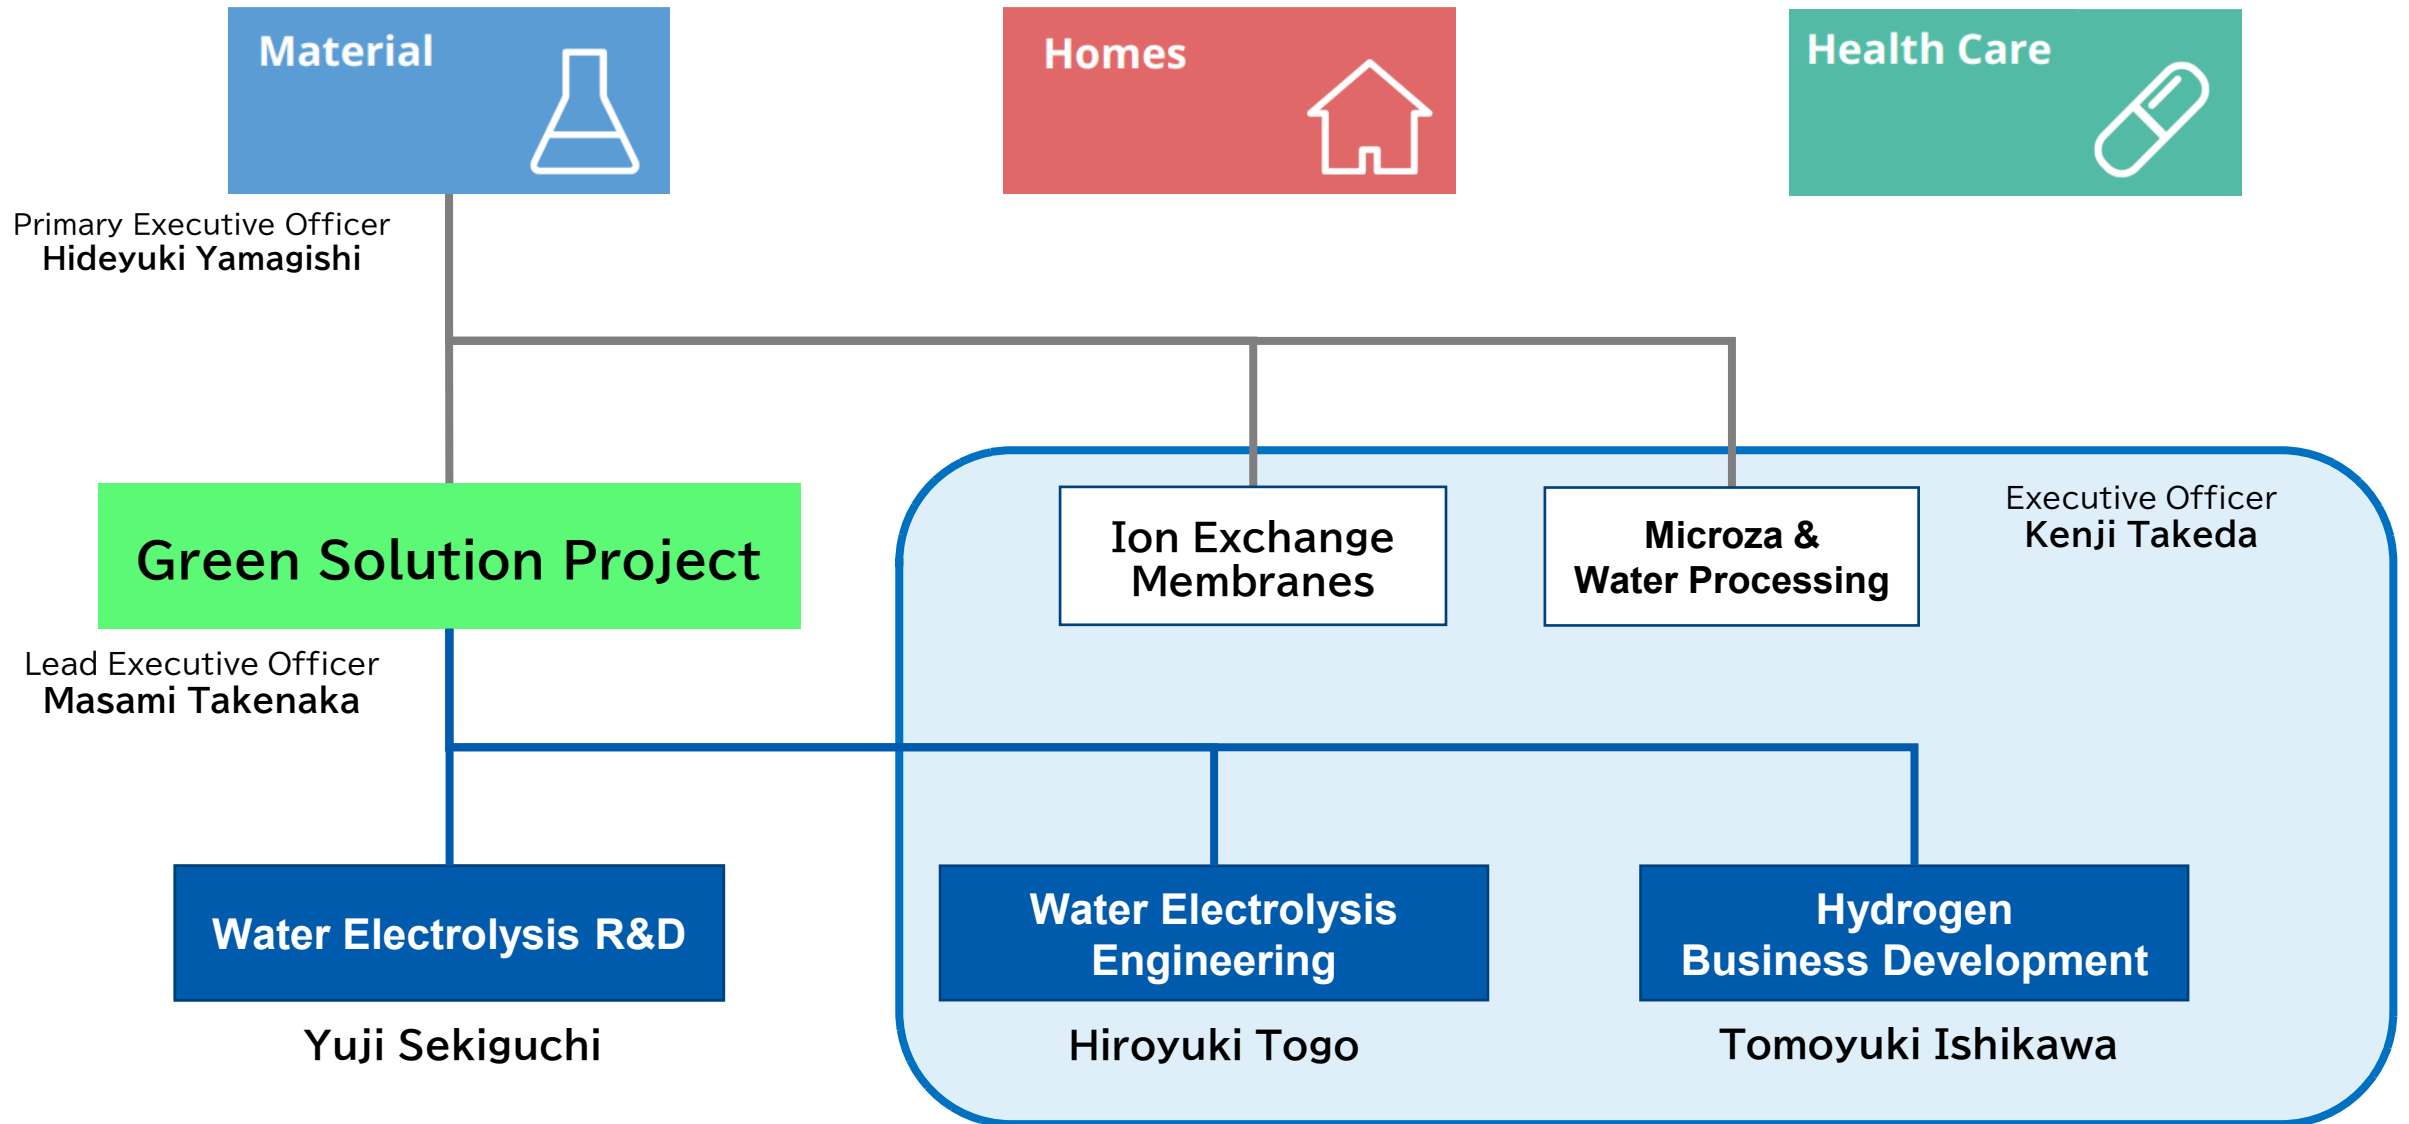 Material
Homes
Health Care
Primary Executive Officer
Hideyuki Yamagishi
Green Solution Project
Ion Exchange
Membranes
Microza &
Water Processing
Executive Officer
Kenji Takeda
Lead Executive Officer
Masami Takenaka
Water Electrolysis R&D
Water Electrolysis
Engineering
Hydrogen
Business Development
Yuji Sekiguchi
Hiroyuki Togo
Tomoyuki Ishikawa